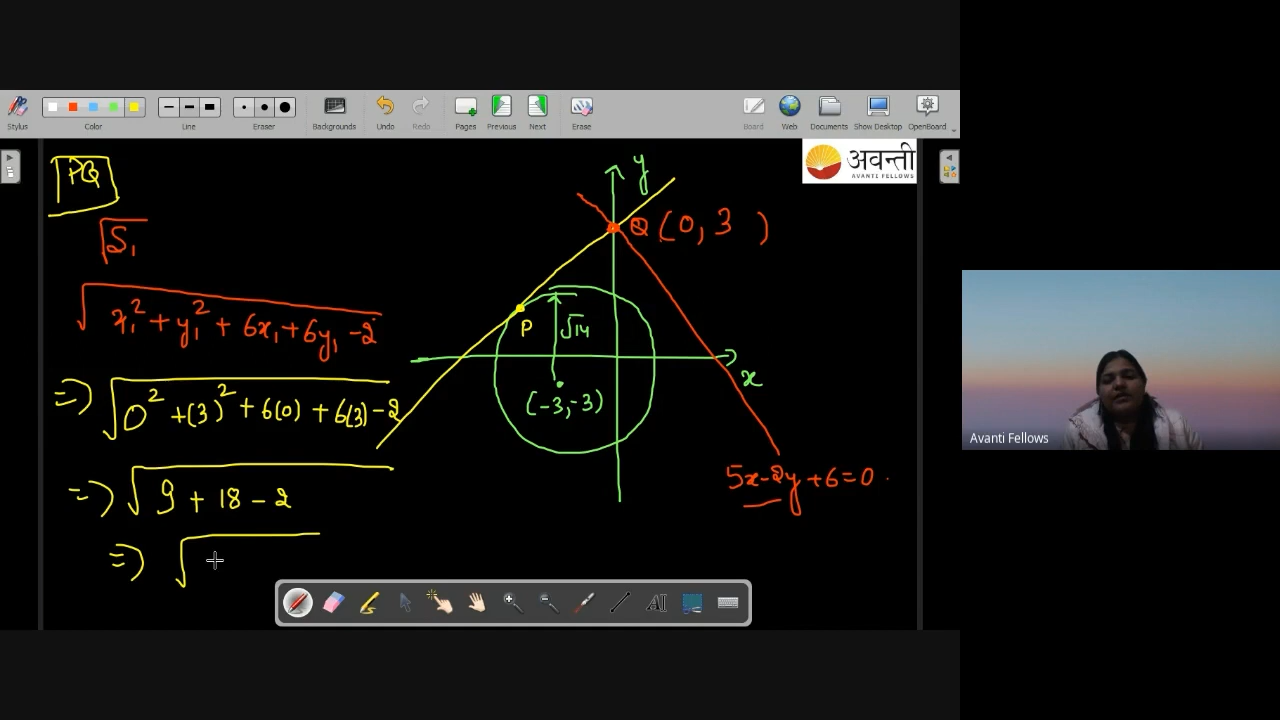 Stylus
Color
Line
Eraser
Backgrounds
Undo
Redo
Pages
Previous
Next
Erase
Board
Web
Documents
Show Desktop
OpenBoard
अवन्ती
AVANTI FELLOWS
PQ
√S₁
√x₁² + y₁² + 6x₁ + 6y₁ - 2
⇒ √0² + (3)² + 6(0) + 6(3) - 2
⇒ √9 + 18 - 2
⇒ √
y
Q (0, 3 )
P
√14
x
(-3,-3)
5x-2y+6=0
AI
Avanti Fellows